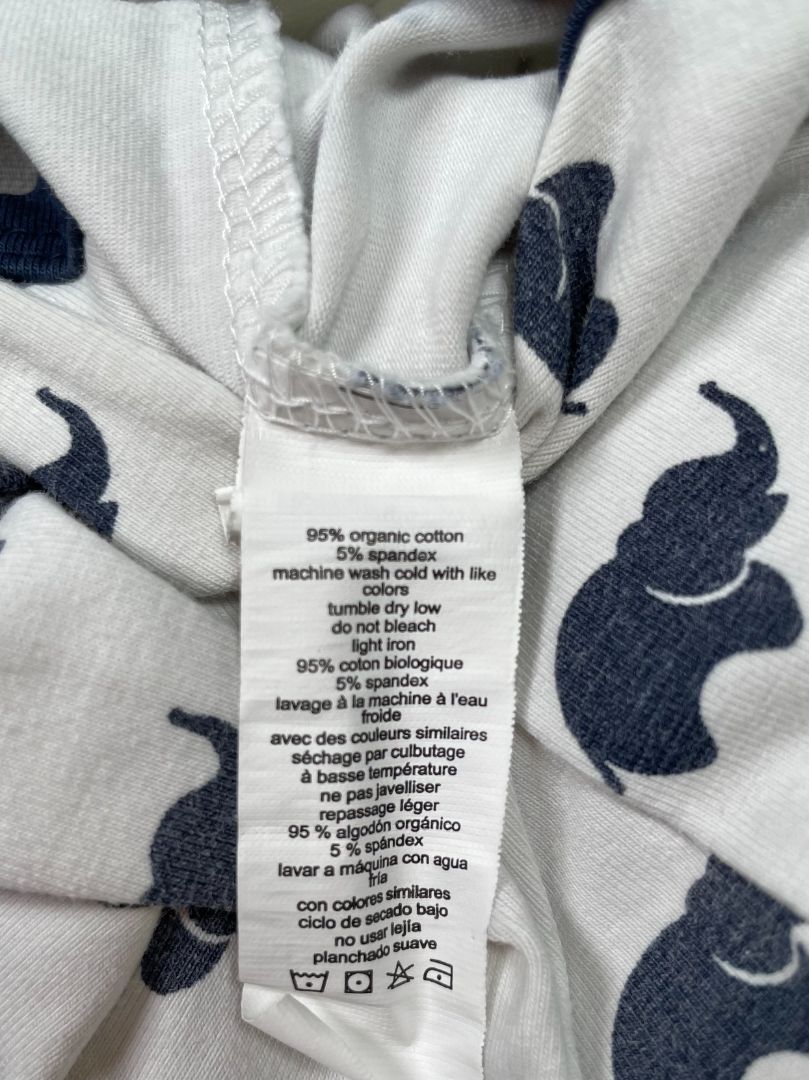 95% organic cotton
5% spandex
machine wash cold with like
colors
tumble dry low
do not bleach
light iron
95% coton biologique
5% spandex
lavage à la machine à l'eau
froide
avec des couleurs similaires
séchage par culbutage
à basse température
ne pas javelliser
repassage léger
95 % algodón orgánico
5 % spándex
lavar a máquina con agua
fría
con colores similares
ciclo de secado bajo
no usar lejía
planchado suave